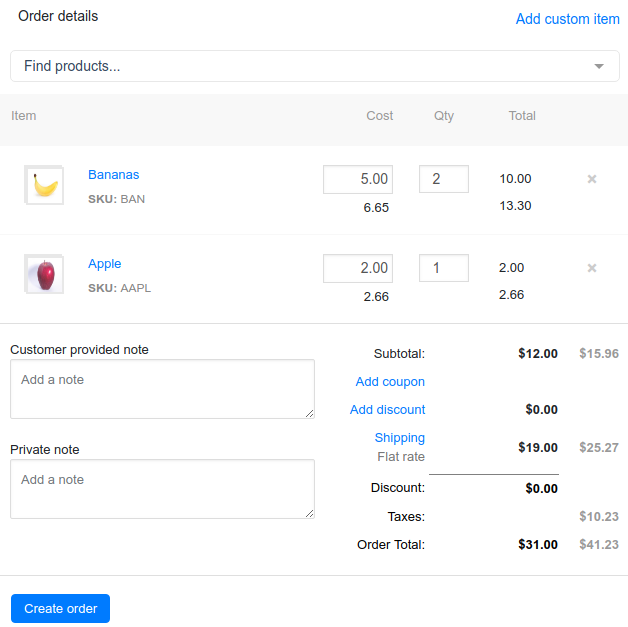 Order details
Add custom item
Find products...
Item Cost Qty Total
Bananas 5.00 2 10.00 ×
SKU: BAN 6.65 13.30
Apple 2.00 1 2.00 ×
SKU: AAPL 2.66 2.66
Customer provided note
Add a note
Private note
Add a note
Subtotal: $12.00 $15.96
Add coupon
Add discount $0.00
Shipping $19.00 $25.27
Flat rate
Discount: $0.00
Taxes: $10.23
Order Total: $31.00 $41.23
Create order